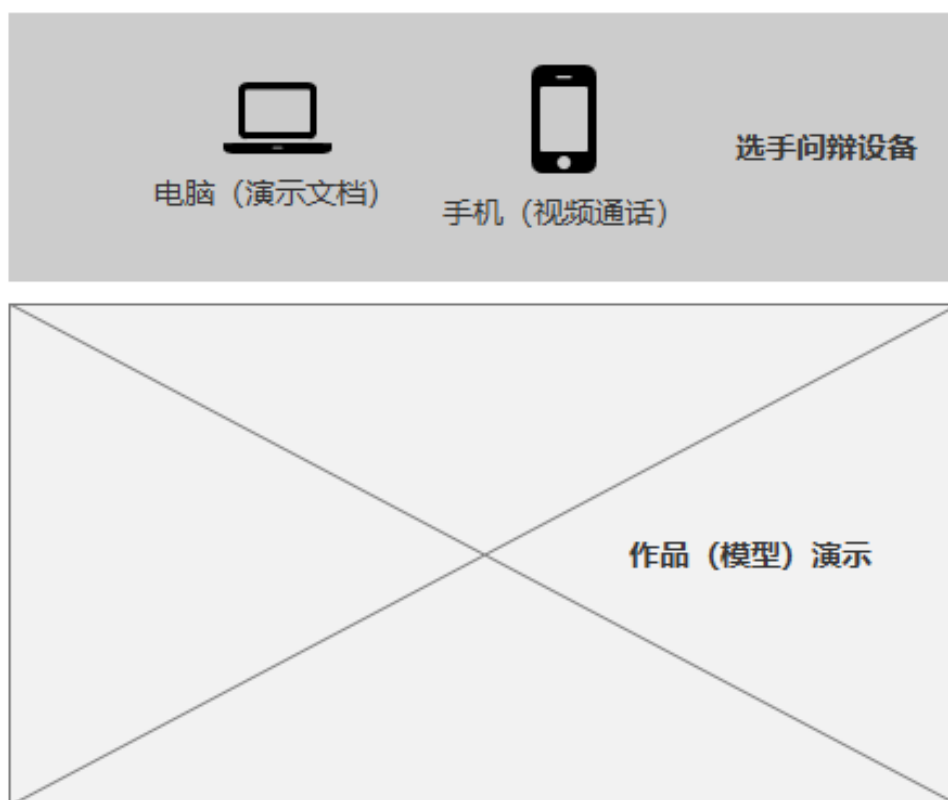 选手问辩设备
电脑（演示文档）
手机（视频通话）
作品（模型）演示